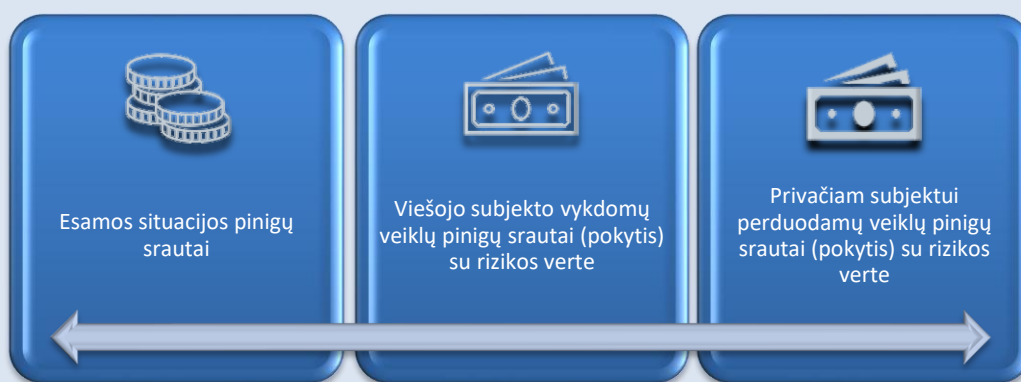 Esamos situacijos pinigų
srautai
Viešojo subjekto vykdomų
veiklų pinigų srautai (pokytis)
su rizikos verte
Privačiam subjektui
perduodamų veiklų pinigų
srautai (pokytis) su rizikos
verte